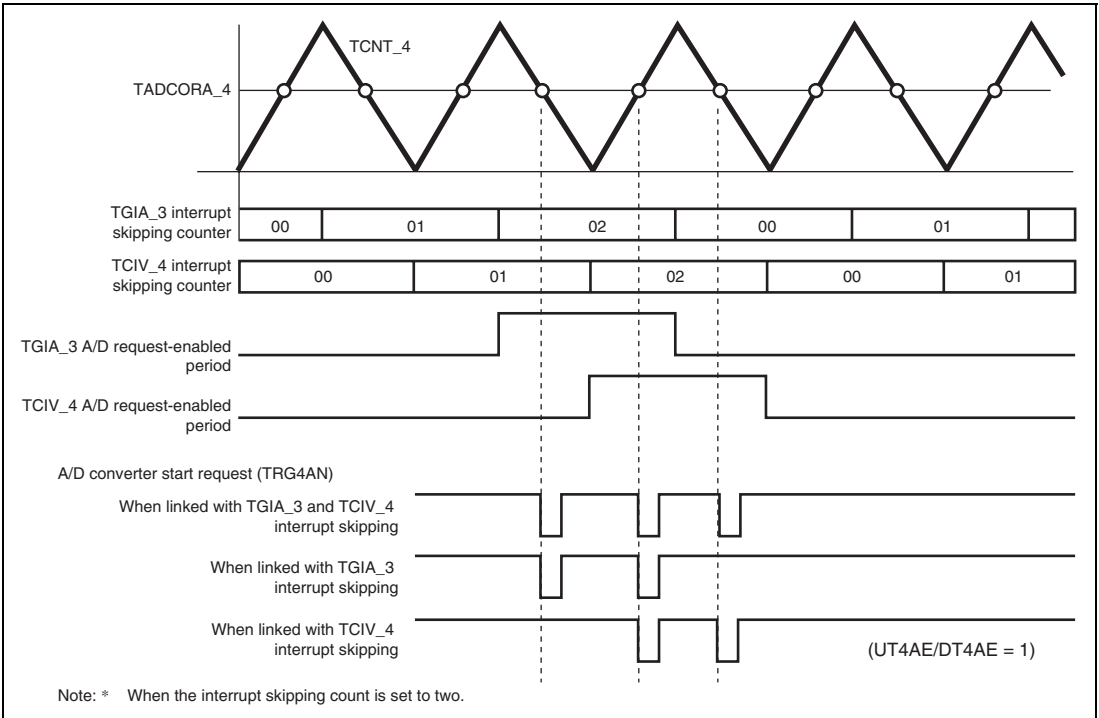 TCNT_4
TADCORA_4
TGIA_3 interrupt
skipping counter
00 01 02 00 01
TCIV_4 interrupt
skipping counter
00 01 02 00 01
TGIA_3 A/D request-enabled
period
TCIV_4 A/D request-enabled
period
A/D converter start request (TRG4AN)
When linked with TGIA_3 and TCIV_4
interrupt skipping
When linked with TGIA_3
interrupt skipping
When linked with TCIV_4
interrupt skipping
(UT4AE/DT4AE = 1)
Note: * When the interrupt skipping count is set to two.